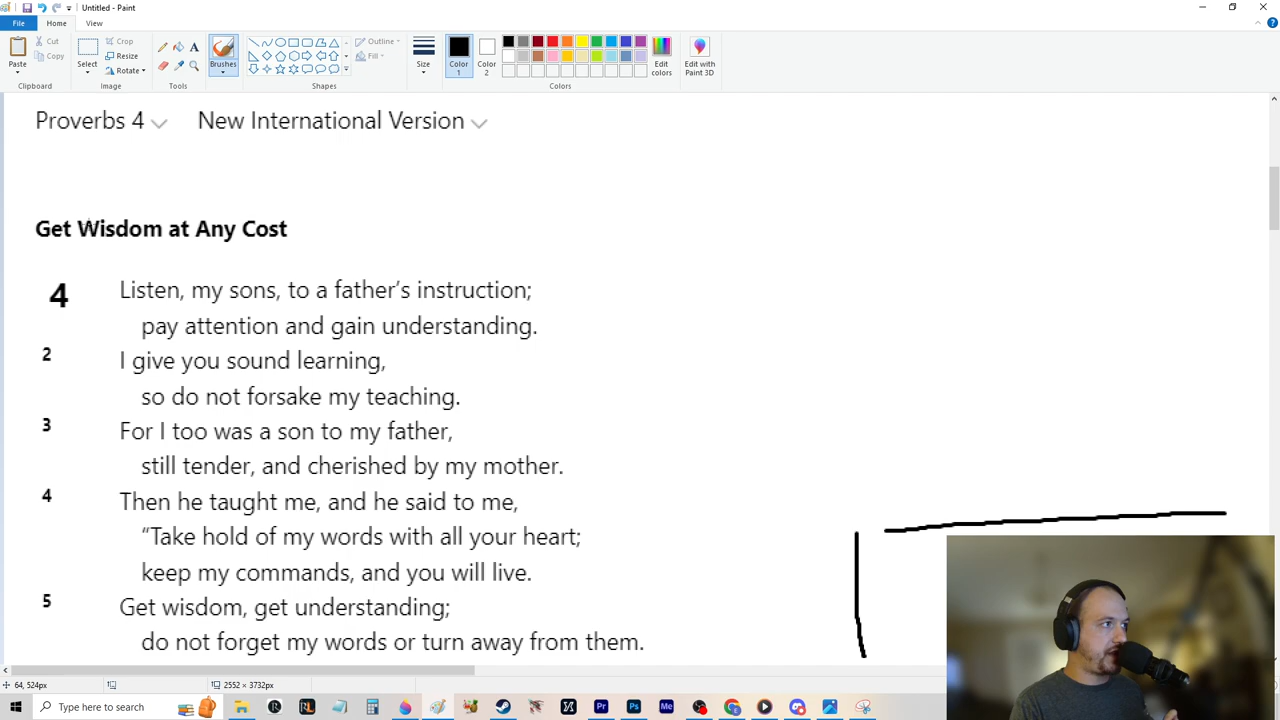 Untitled - Paint
File
Home
View
Paste
Cut
Copy
Clipboard
Select
Crop
Resize
Rotate
Image
A
Tools
Brushes
Outline
Fill
Shapes
Size
Color 1
Color 2
Edit colors
Colors
Edit with Paint 3D
Proverbs 4 New International Version
Get Wisdom at Any Cost
4 Listen, my sons, to a father’s instruction;
pay attention and gain understanding.
2 I give you sound learning,
so do not forsake my teaching.
3 For I too was a son to my father,
still tender, and cherished by my mother.
4 Then he taught me, and he said to me,
“Take hold of my words with all your heart;
keep my commands, and you will live.
5 Get wisdom, get understanding;
do not forget my words or turn away from them.
64, 524px
2552 × 3732px
Type here to search
Pr
Ps
Me